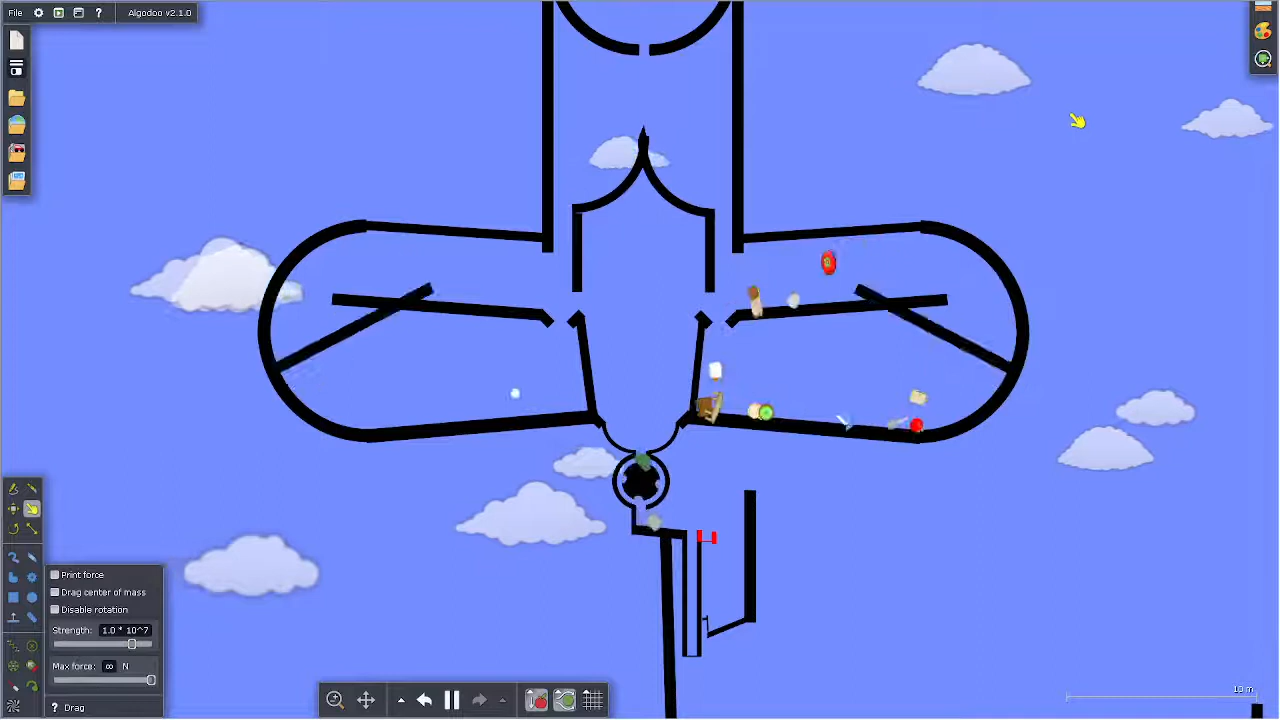 File ? Algodoo v2.1.0
Print force
Drag center of mass
Disable rotation
Strength: 1.0 * 10^7
Max force: ∞ N
? Drag
10 m